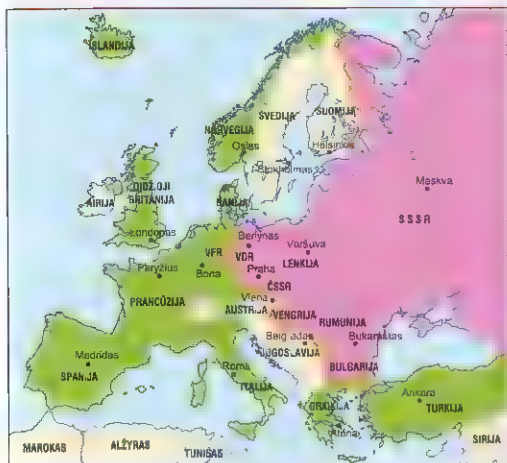 ISLANDIJA
ŠVEDIJA
SUOMIJA
NORVEGIJA
Oslas
Helsinkis
Stokholmas
Maskva
DIDŽIOJI
BRITANIJA
AIRIJA
DANIJA
SSSR
Londonas
Berlynas
Varšuva
VFR
VDR
LENKIJA
Paryžius
Bona
Praha
ČSSR
PRANCŪZIJA
Viena
AUSTRIJA
VENGRIJA
RUMUNIJA
Belgradas
Bukareštas
JUGOSLAVIJA
BULGARIJA
Madridas
ISPANIJA
Roma
ITALIJA
GRAIKIJA
Ankara
TURKIJA
Atėnai
MAROKAS
ALŽYRAS
TUNISAS
SIRIJA